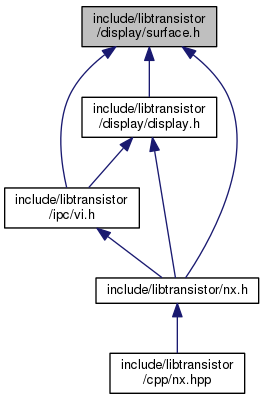 include/libtransistor
/display/surface.h
include/libtransistor
/display/display.h
include/libtransistor
/ipc/vi.h
include/libtransistor/nx.h
include/libtransistor
/cpp/nx.hpp